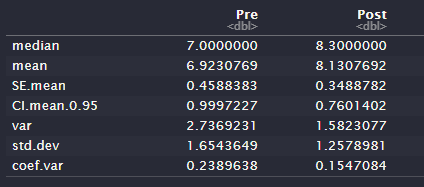 Pre Post
<dbl> <dbl>
median 7.0000000 8.3000000
mean 6.9230769 8.1307692
SE.mean 0.4588383 0.3488782
CI.mean.0.95 0.9997227 0.7601402
var 2.7369231 1.5823077
std.dev 1.6543649 1.2578981
coef.var 0.2389638 0.1547084